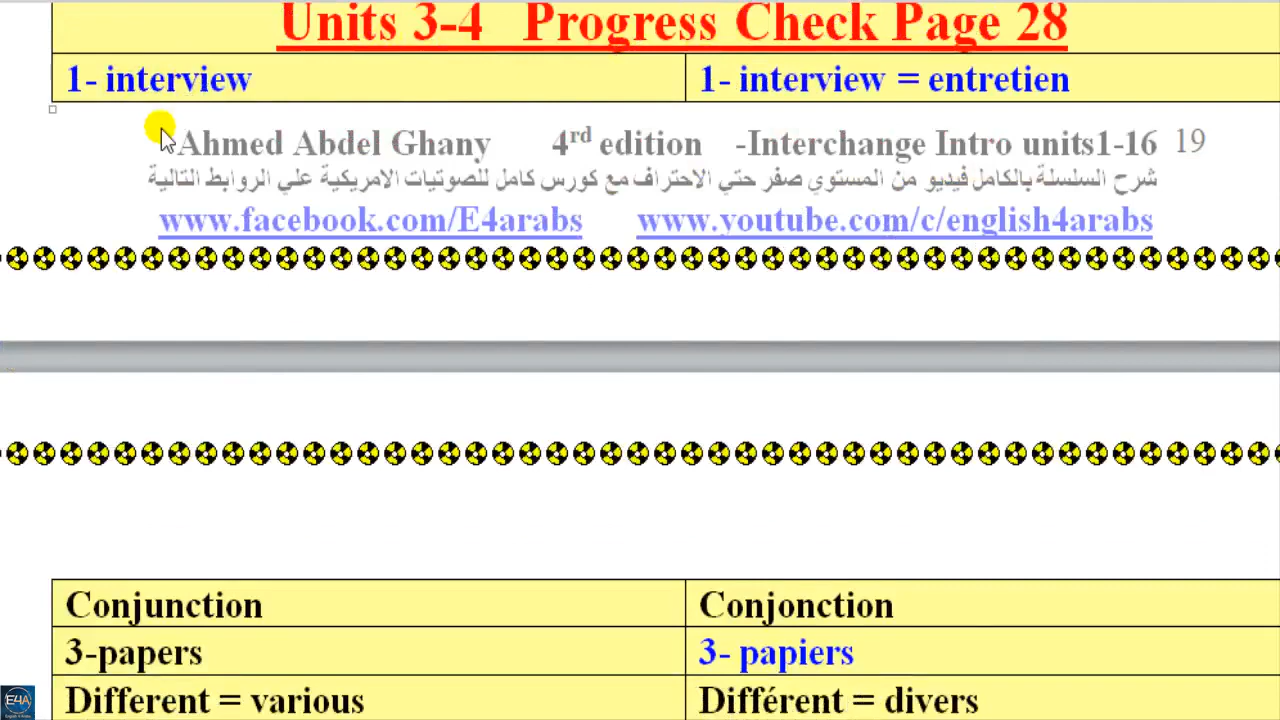 Units 3-4 Progress Check Page 28
1- interview
1- interview = entretien
Ahmed Abdel Ghany 4rd edition -Interchange Intro units1-16 19
شرح السلسلة بالكامل فيديو من المستوي صفر حتي الاحتراف مع كورس كامل للصوتيات الامريكية علي الروابط التالية
www.facebook.com/E4arabs www.youtube.com/c/english4arabs
Conjunction
Conjonction
3-papers
3- papiers
Different = various
Différent = divers
E4A